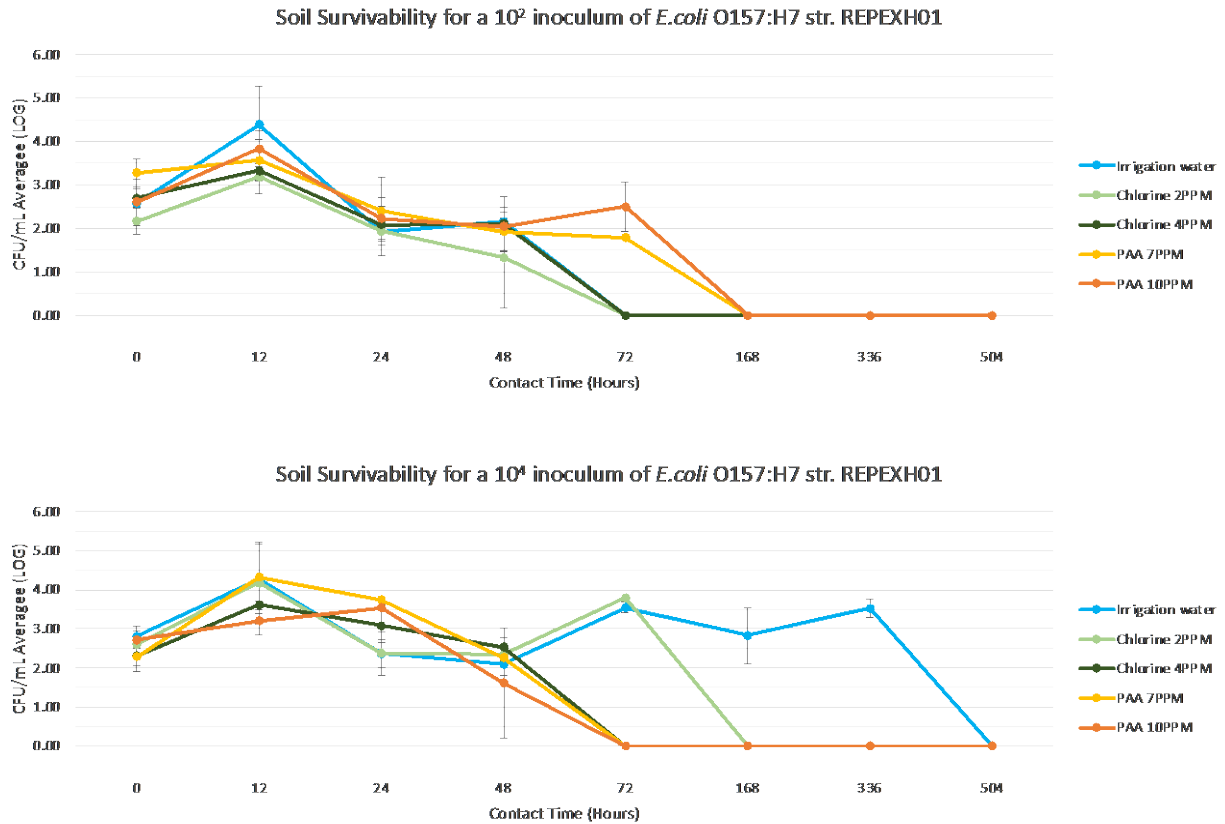 Soil Survivability for a 10² inoculum of E.coli O157:H7 str. REPEXH01
CFU/mL Averagee (LOG)
6.00
5.00
4.00
3.00
2.00
1.00
0.00
0 12 24 48 72 168 336 504
Contact Time (Hours)
Irrigation water
Chlorine 2PPM
Chlorine 4PPM
PAA 7PPM
PAA 10PPM
Soil Survivability for a 10⁴ inoculum of E.coli O157:H7 str. REPEXH01
CFU/mL Averagee (LOG)
6.00
5.00
4.00
3.00
2.00
1.00
0.00
0 12 24 48 72 168 336 504
Contact Time (Hours)
Irrigation water
Chlorine 2PPM
Chlorine 4PPM
PAA 7PPM
PAA 10PPM